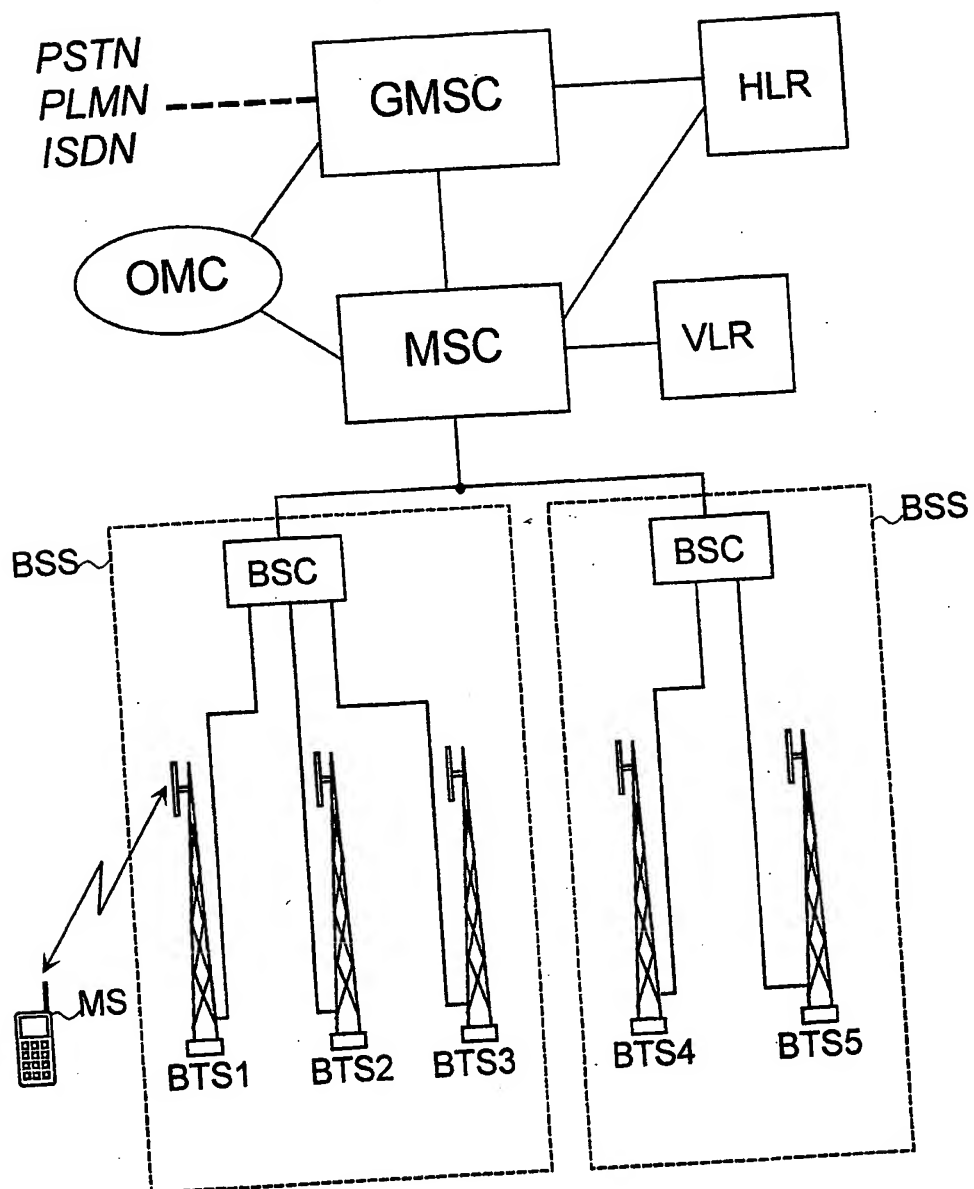 PSTN
PLMN
ISDN
GMSC
HLR
OMC
MSC
VLR
BSS
BSC
BSC
BSS
MS
BTS1
BTS2
BTS3
BTS4
BTS5